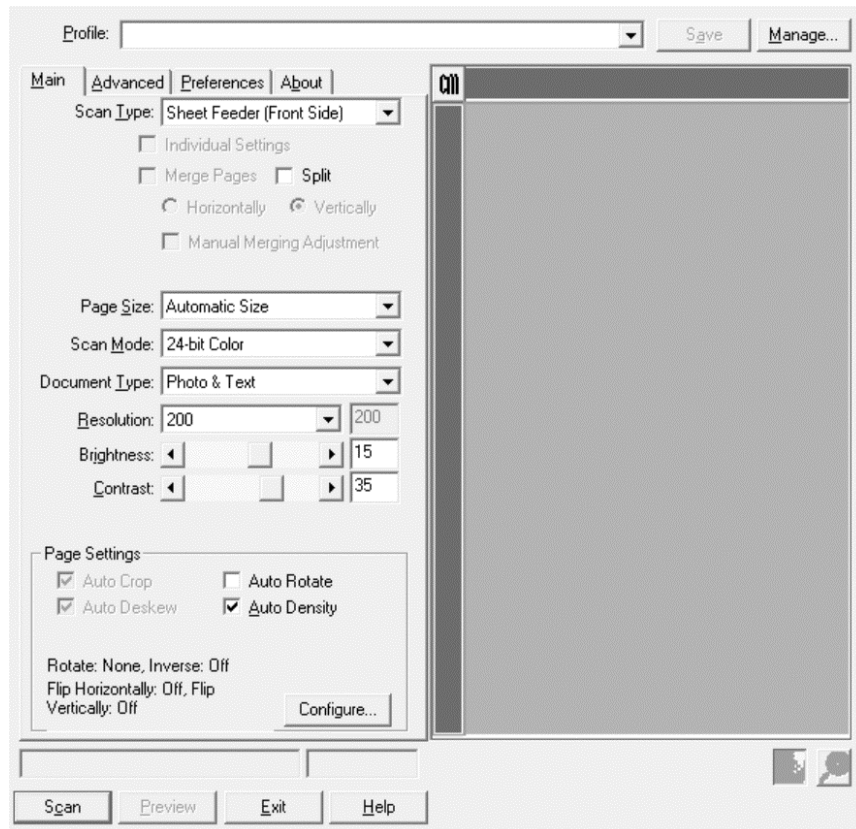 Profile: Save Manage...
Main Advanced Preferences About
cm
Scan Type: Sheet Feeder (Front Side)
Individual Settings
Merge Pages Split
Horizontally Vertically
Manual Merging Adjustment
Page Size: Automatic Size
Scan Mode: 24-bit Color
Document Type: Photo & Text
Resolution: 200 200
Brightness: 15
Contrast: 35
Page Settings
Auto Crop Auto Rotate
Auto Deskew Auto Density
Rotate: None, Inverse: Off
Flip Horizontally: Off, Flip
Vertically: Off
Configure...
Scan Preview Exit Help